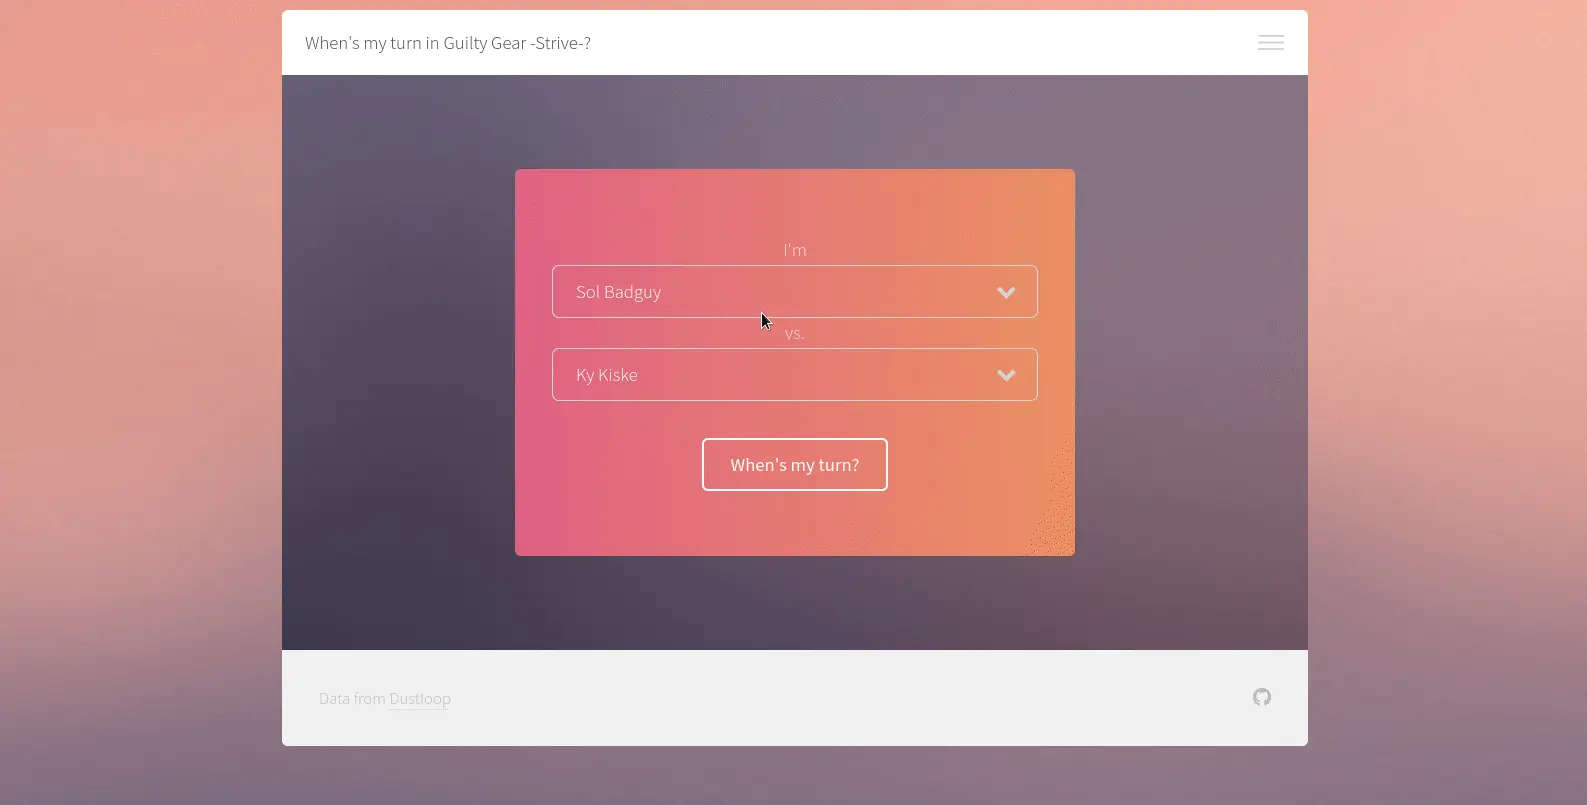 When's my turn in Guilty Gear -Strive-?
I'm
Sol Badguy
vs.
Ky Kiske
When's my turn?
Data from Dustloop